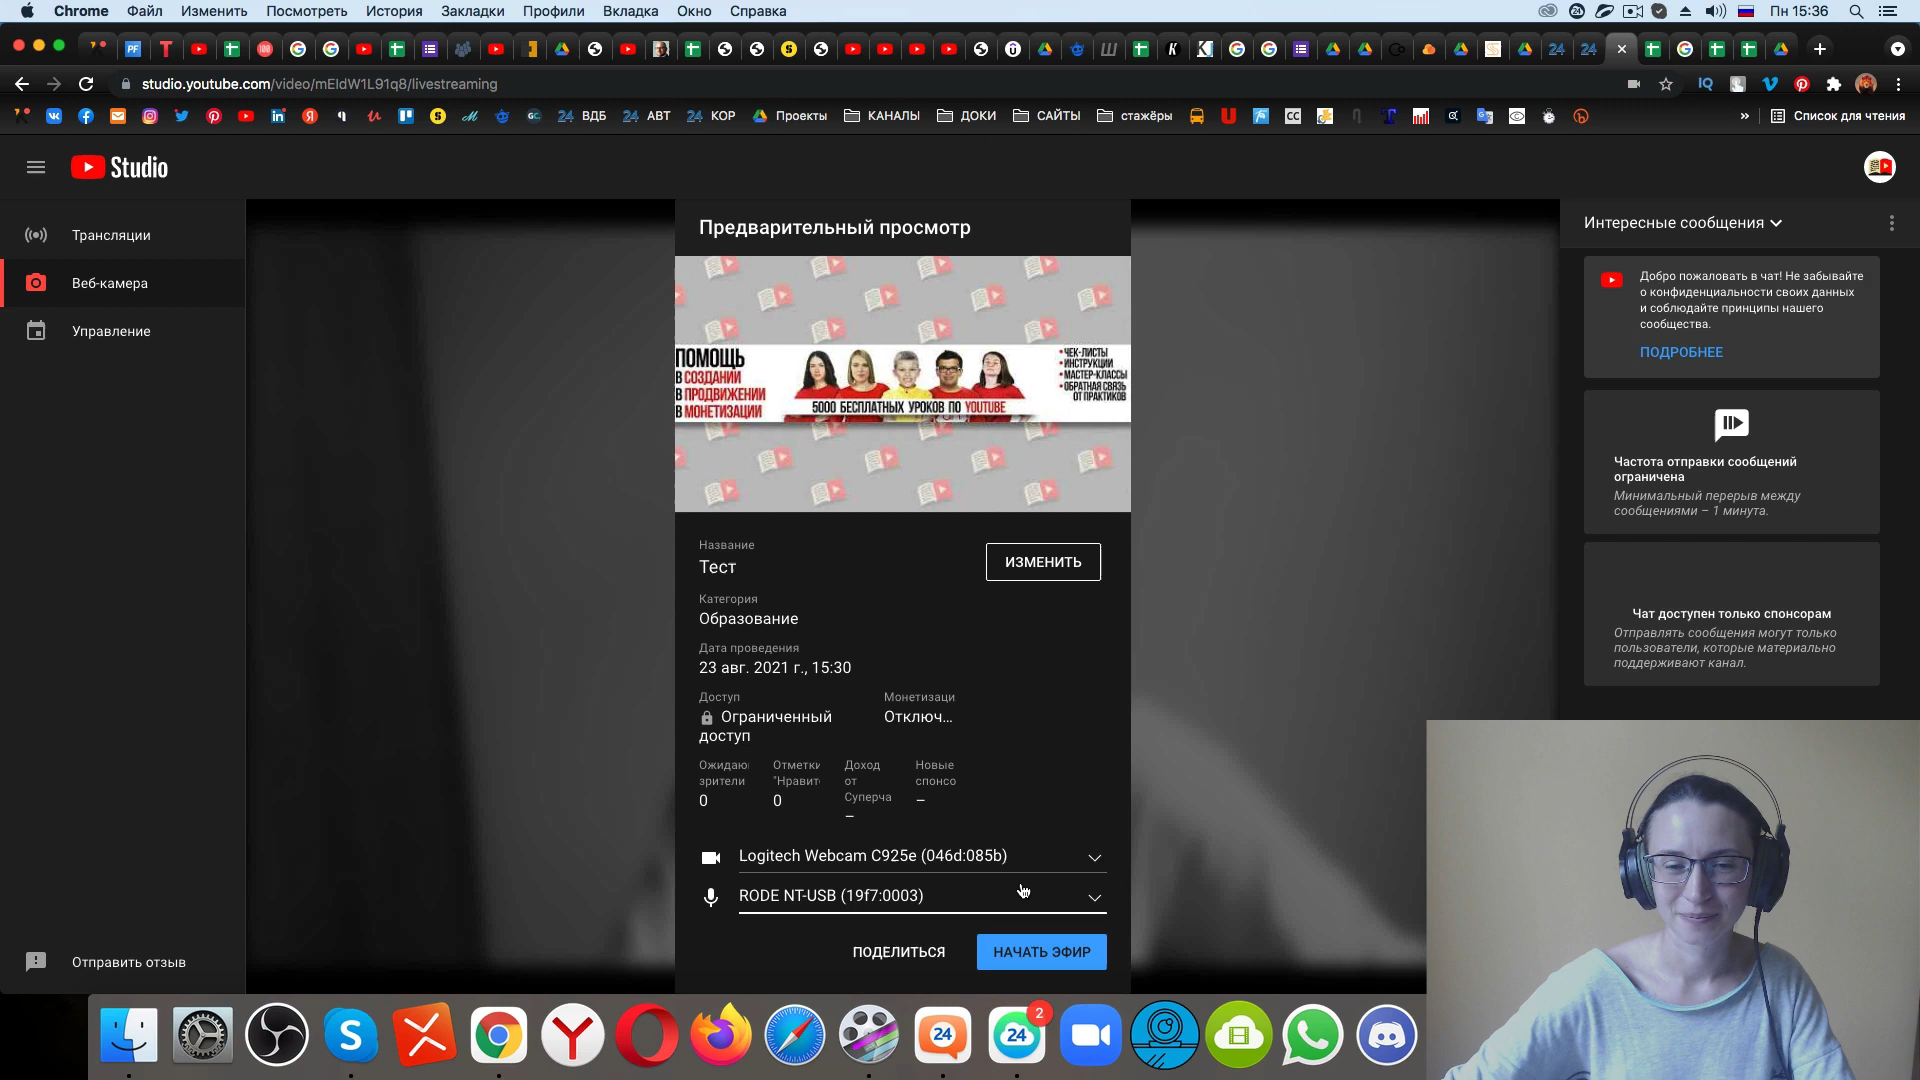 Chrome Файл Изменить Посмотреть История Закладки Профили Вкладка Окно Справка
Пн 15:36
studio.youtube.com/video/mEIdW1L91q8/livestreaming
24 ВДБ 24 АВТ 24 КОР Проекты КАНАЛЫ ДОКИ САЙТЫ стажёры
» Список для чтения
Studio
Трансляции
Веб-камера
Управление
Отправить отзыв
Предварительный просмотр
ПОМОЩЬ
В СОЗДАНИИ
В ПРОДВИЖЕНИИ
В МОНЕТИЗАЦИИ
5000 БЕСПЛАТНЫХ УРОКОВ ПО YOUTUBE
•ЧЕК-ЛИСТЫ
•ИНСТРУКЦИИ
•МАСТЕР-КЛАССЫ
•ОБРАТНАЯ СВЯЗЬ
ОТ ПРАКТИКОВ
Название
Тест
ИЗМЕНИТЬ
Категория
Образование
Дата проведения
23 авг. 2021 г., 15:30
Доступ
Ограниченный
доступ
Монетизаци
Отключ...
Ожидаю
зрители
0
Отметки
"Нравит
0
Доход
от
Суперча
–
Новые
спонсо
–
Logitech Webcam C925e (046d:085b)
RODE NT-USB (19f7:0003)
ПОДЕЛИТЬСЯ
НАЧАТЬ ЭФИР
Интересные сообщения
Добро пожаловать в чат! Не забывайте
о конфиденциальности своих данных
и соблюдайте принципы нашего
сообщества.
ПОДРОБНЕЕ
Частота отправки сообщений
ограничена
Минимальный перерыв между
сообщениями – 1 минута.
Чат доступен только спонсорам
Отправлять сообщения могут только
пользователи, которые материально
поддерживают канал.
24
24
2